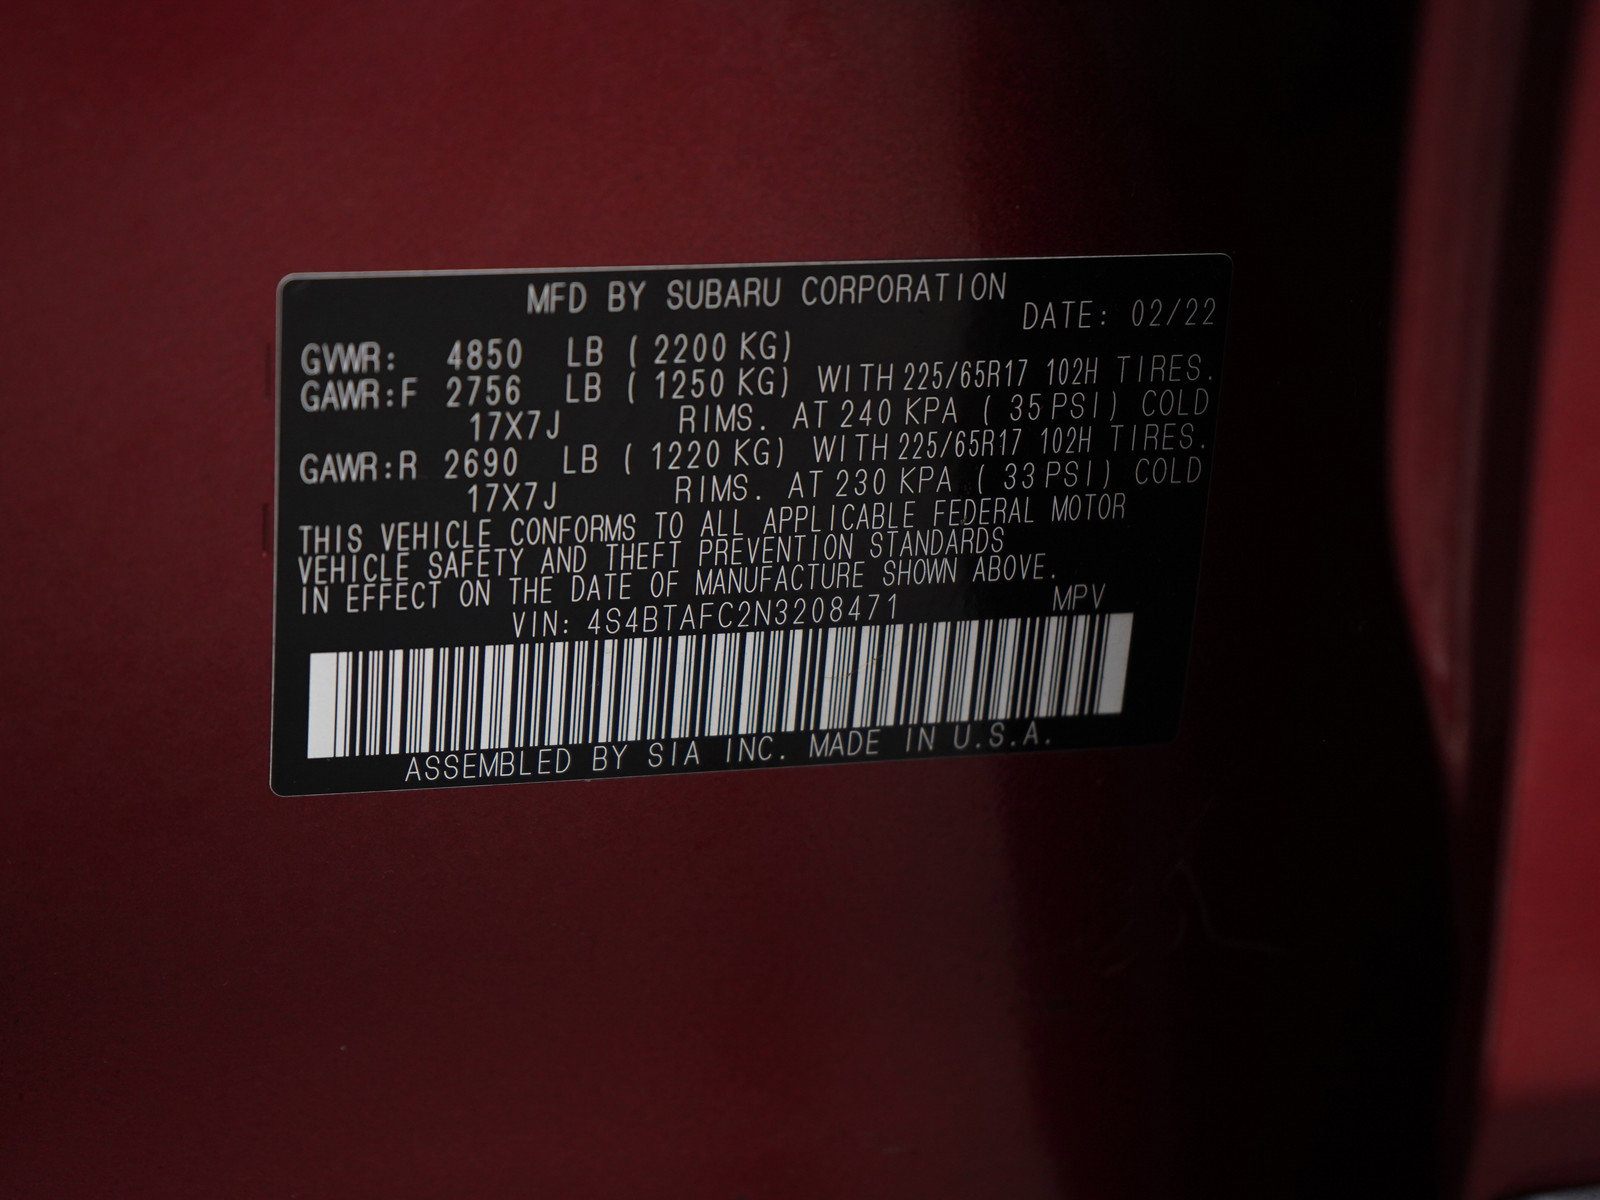 MFD BY SUBARU CORPORATION
DATE: 02/22
GVWR: 4850 LB ( 2200 KG)
GAWR:F 2756 LB ( 1250 KG) WITH 225/65R17 102H TIRES.
17X7J RIMS. AT 240 KPA ( 35 PSI) COLD
GAWR:R 2690 LB ( 1220 KG) WITH 225/65R17 102H TIRES.
17X7J RIMS. AT 230 KPA ( 33 PSI) COLD
THIS VEHICLE CONFORMS TO ALL APPLICABLE FEDERAL MOTOR
VEHICLE SAFETY AND THEFT PREVENTION STANDARDS
IN EFFECT ON THE DATE OF MANUFACTURE SHOWN ABOVE.
VIN: 4S4BTAFC2N3208471 MPV
ASSEMBLED BY SIA INC. MADE IN U.S.A.